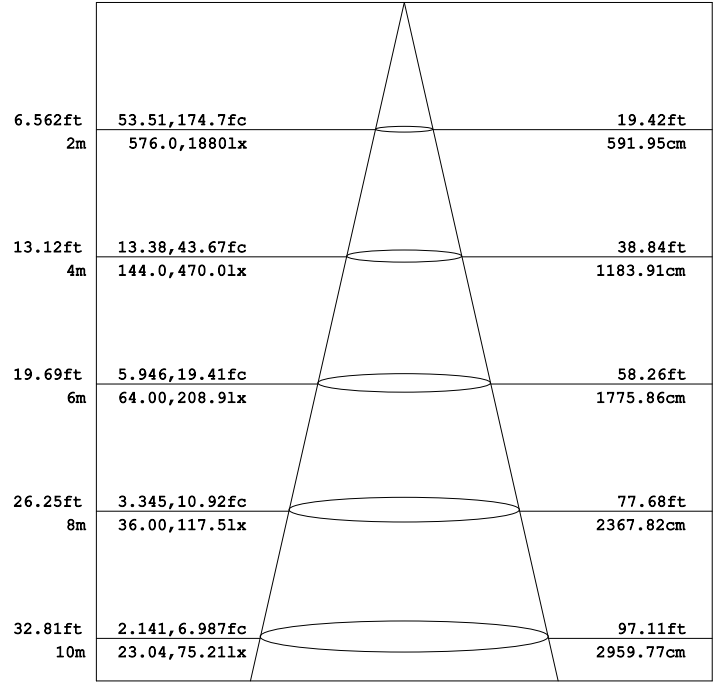 6.562ft 53.51,174.7fc 19.42ft
2m 576.0,1880lx 591.95cm
13.12ft 13.38,43.67fc 38.84ft
4m 144.0,470.0lx 1183.91cm
19.69ft 5.946,19.41fc 58.26ft
6m 64.00,208.9lx 1775.86cm
26.25ft 3.345,10.92fc 77.68ft
8m 36.00,117.5lx 2367.82cm
32.81ft 2.141,6.987fc 97.11ft
10m 23.04,75.21lx 2959.77cm